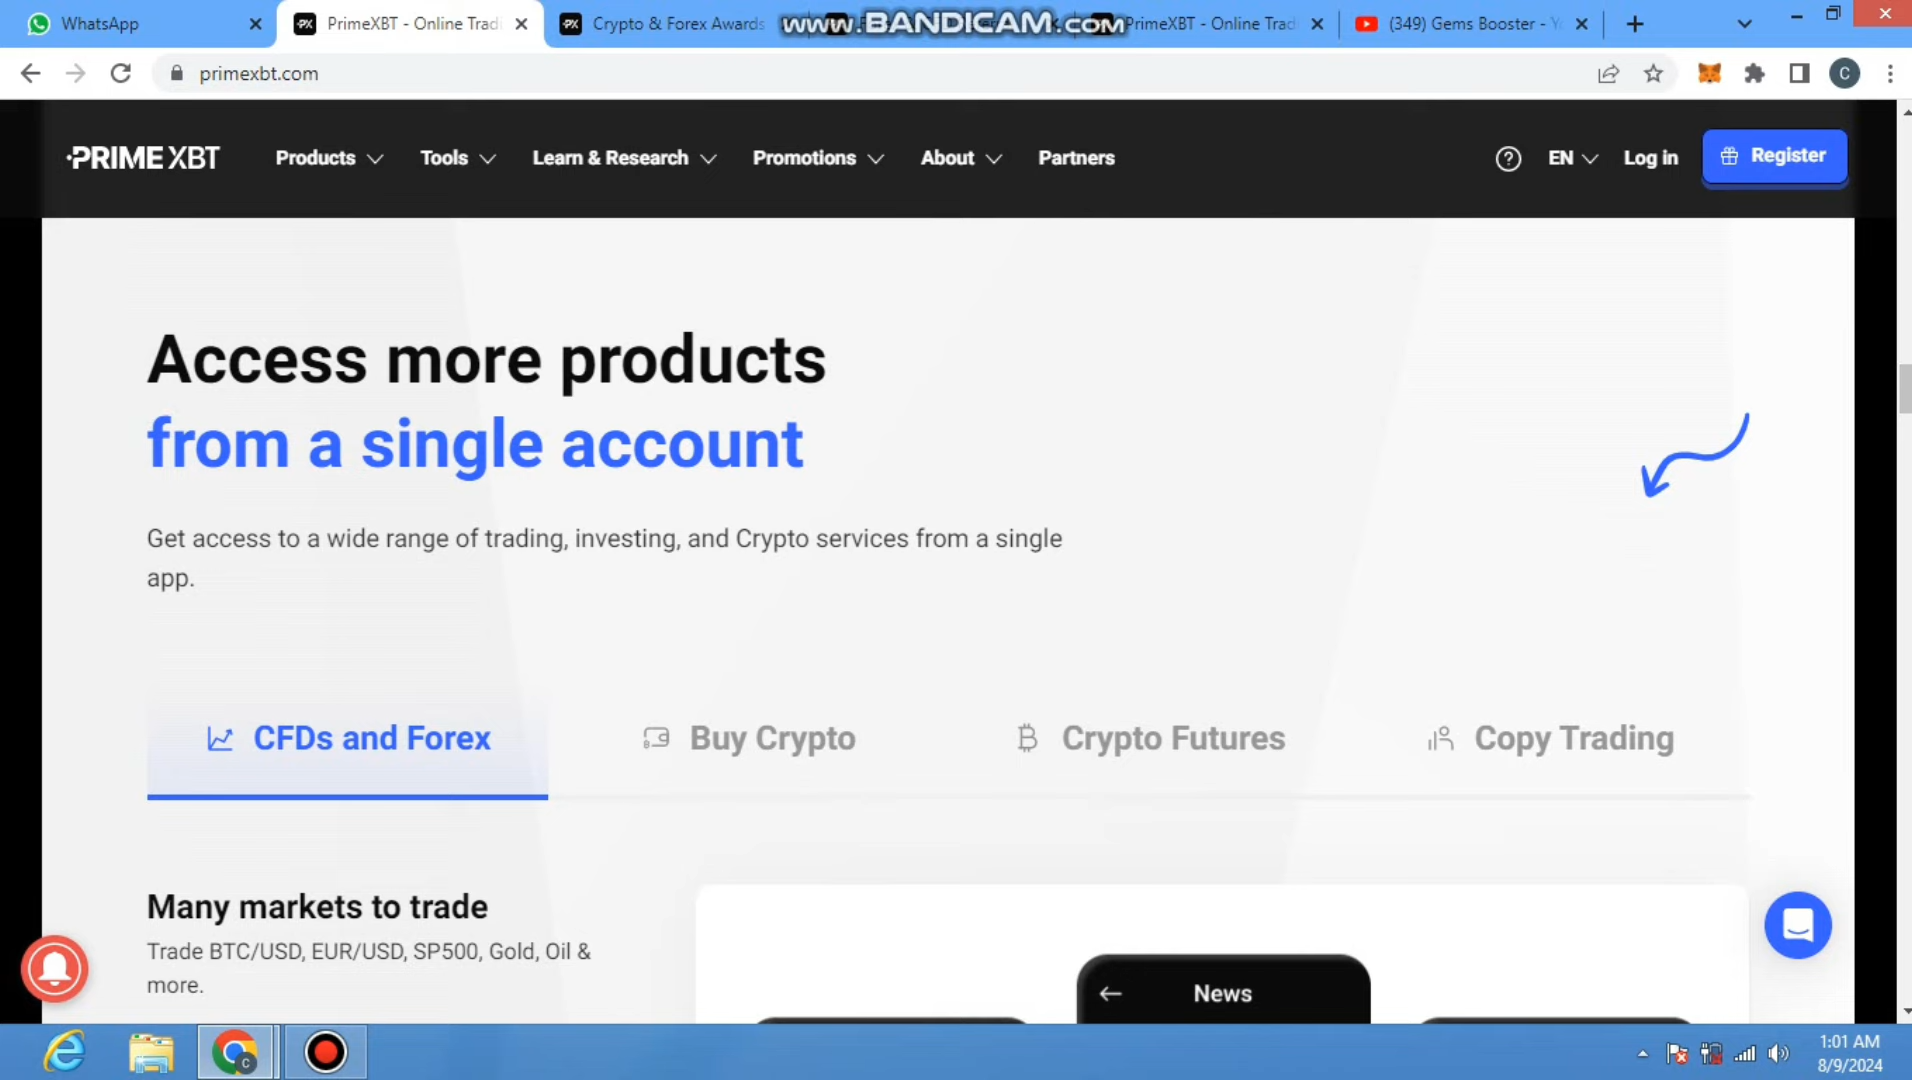 WhatsApp
PrimeXBT - Online Tradi
Crypto & Forex Awards
www.BANDICAM.com
PrimeXBT - Online Tradi
(349) Gems Booster - Y
primexbt.com
C
PRIME XBT
Products
Tools
Learn & Research
Promotions
About
Partners
EN
Log in
Register
Access more products
from a single account
Get access to a wide range of trading, investing, and Crypto services from a single
app.
CFDs and Forex
Buy Crypto
Crypto Futures
Copy Trading
Many markets to trade
Trade BTC/USD, EUR/USD, SP500, Gold, Oil &
more.
News
1:01 AM
8/9/2024